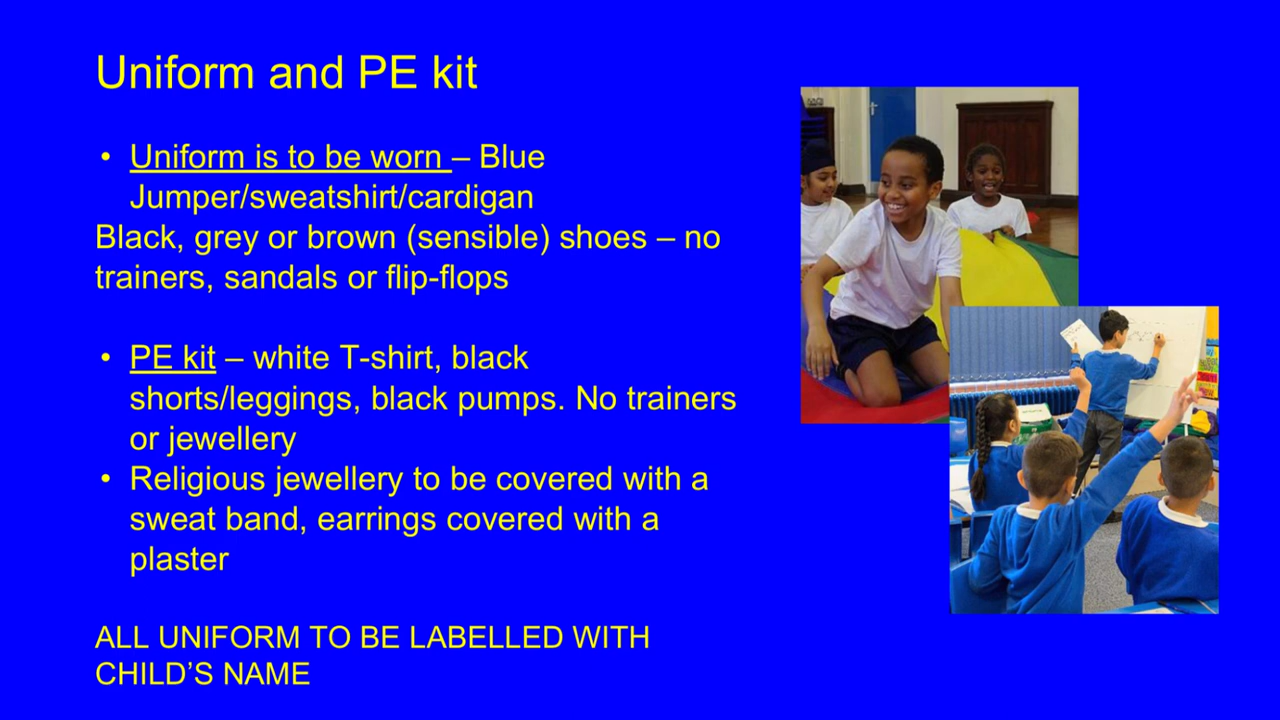 Uniform and PE kit
• Uniform is to be worn – Blue
Jumper/sweatshirt/cardigan
Black, grey or brown (sensible) shoes – no
trainers, sandals or flip-flops
• PE kit – white T-shirt, black
shorts/leggings, black pumps. No trainers
or jewellery
• Religious jewellery to be covered with a
sweat band, earrings covered with a
plaster
ALL UNIFORM TO BE LABELLED WITH
CHILD’S NAME